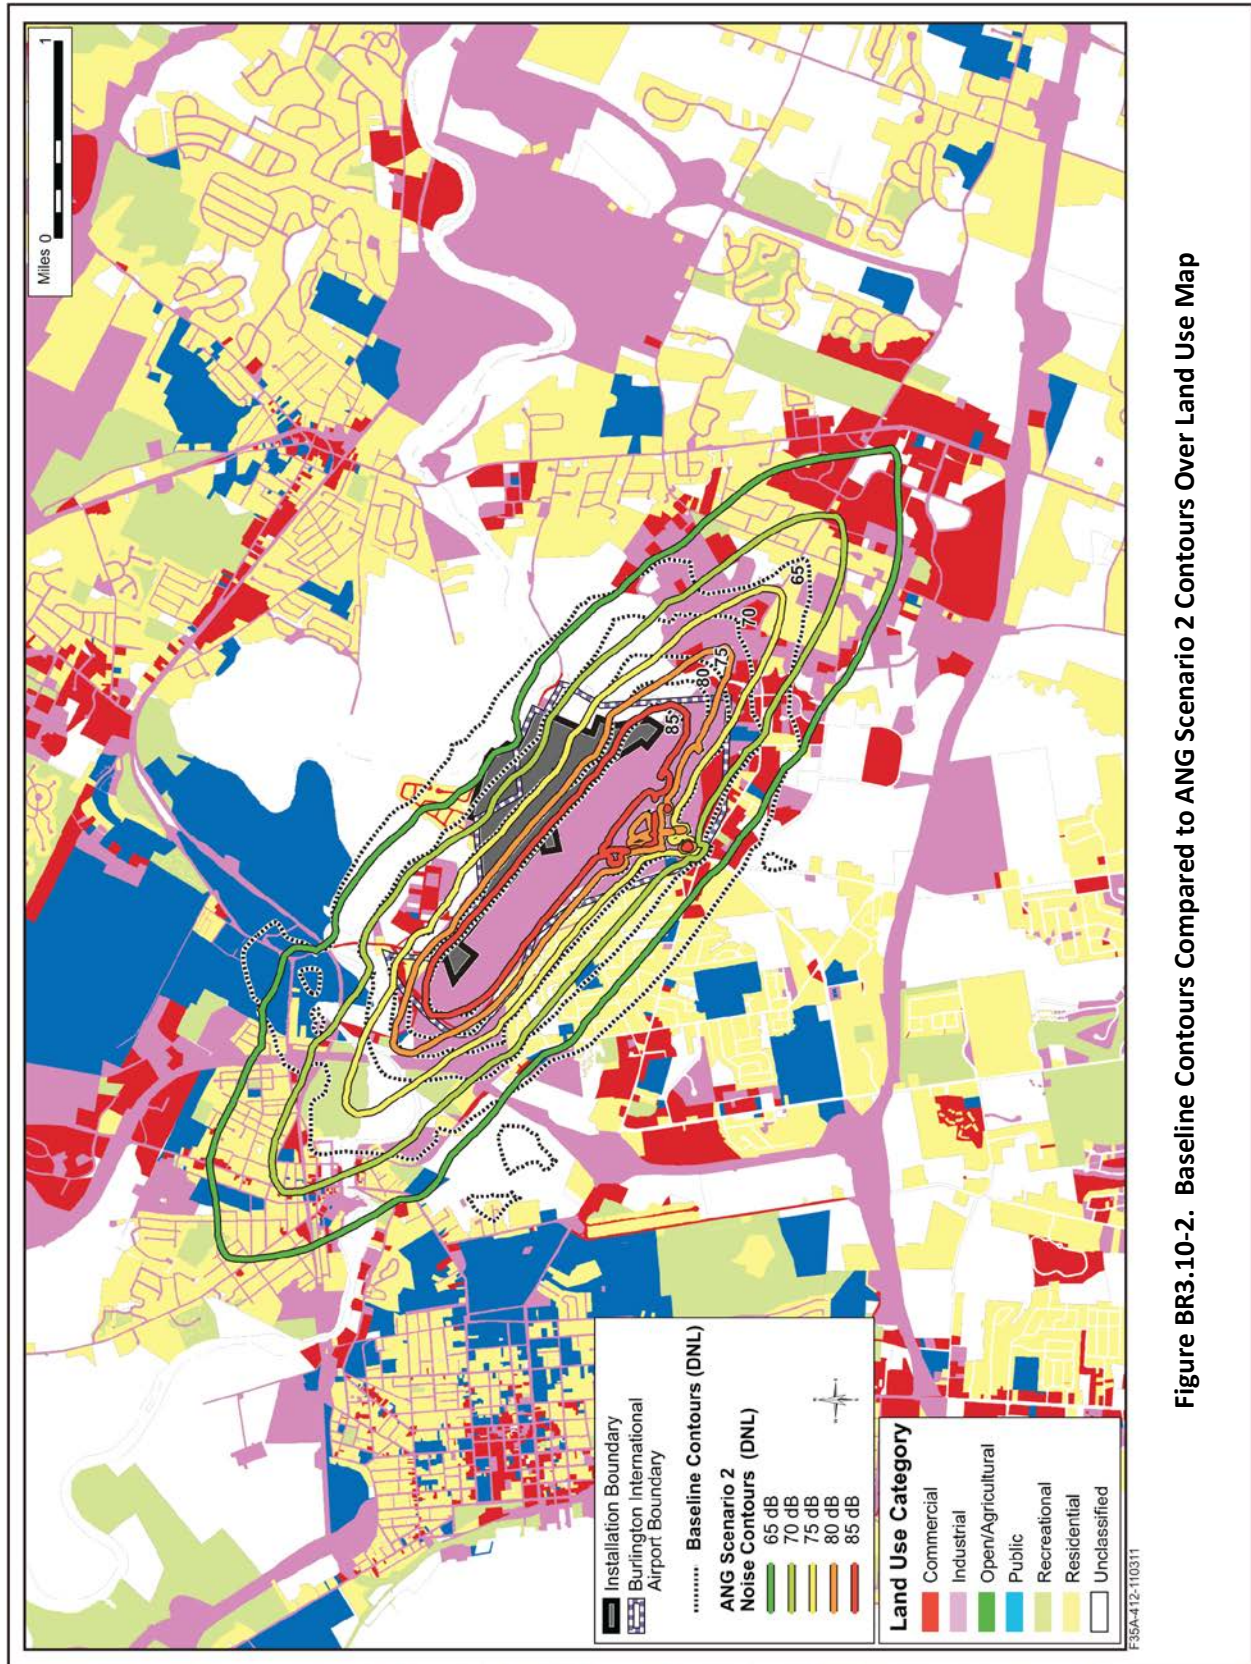 Miles 0 1
65
70
75
80
85
Installation Boundary
Burlington International
Airport Boundary
Baseline Contours (DNL)
ANG Scenario 2
Noise Contours (DNL)
65 dB
70 dB
75 dB
80 dB
85 dB
Land Use Category
Commercial
Industrial
Open/Agricultural
Public
Recreational
Residential
Unclassified
F35A-412-110311
Figure BR3.10-2. Baseline Contours Compared to ANG Scenario 2 Contours Over Land Use Map